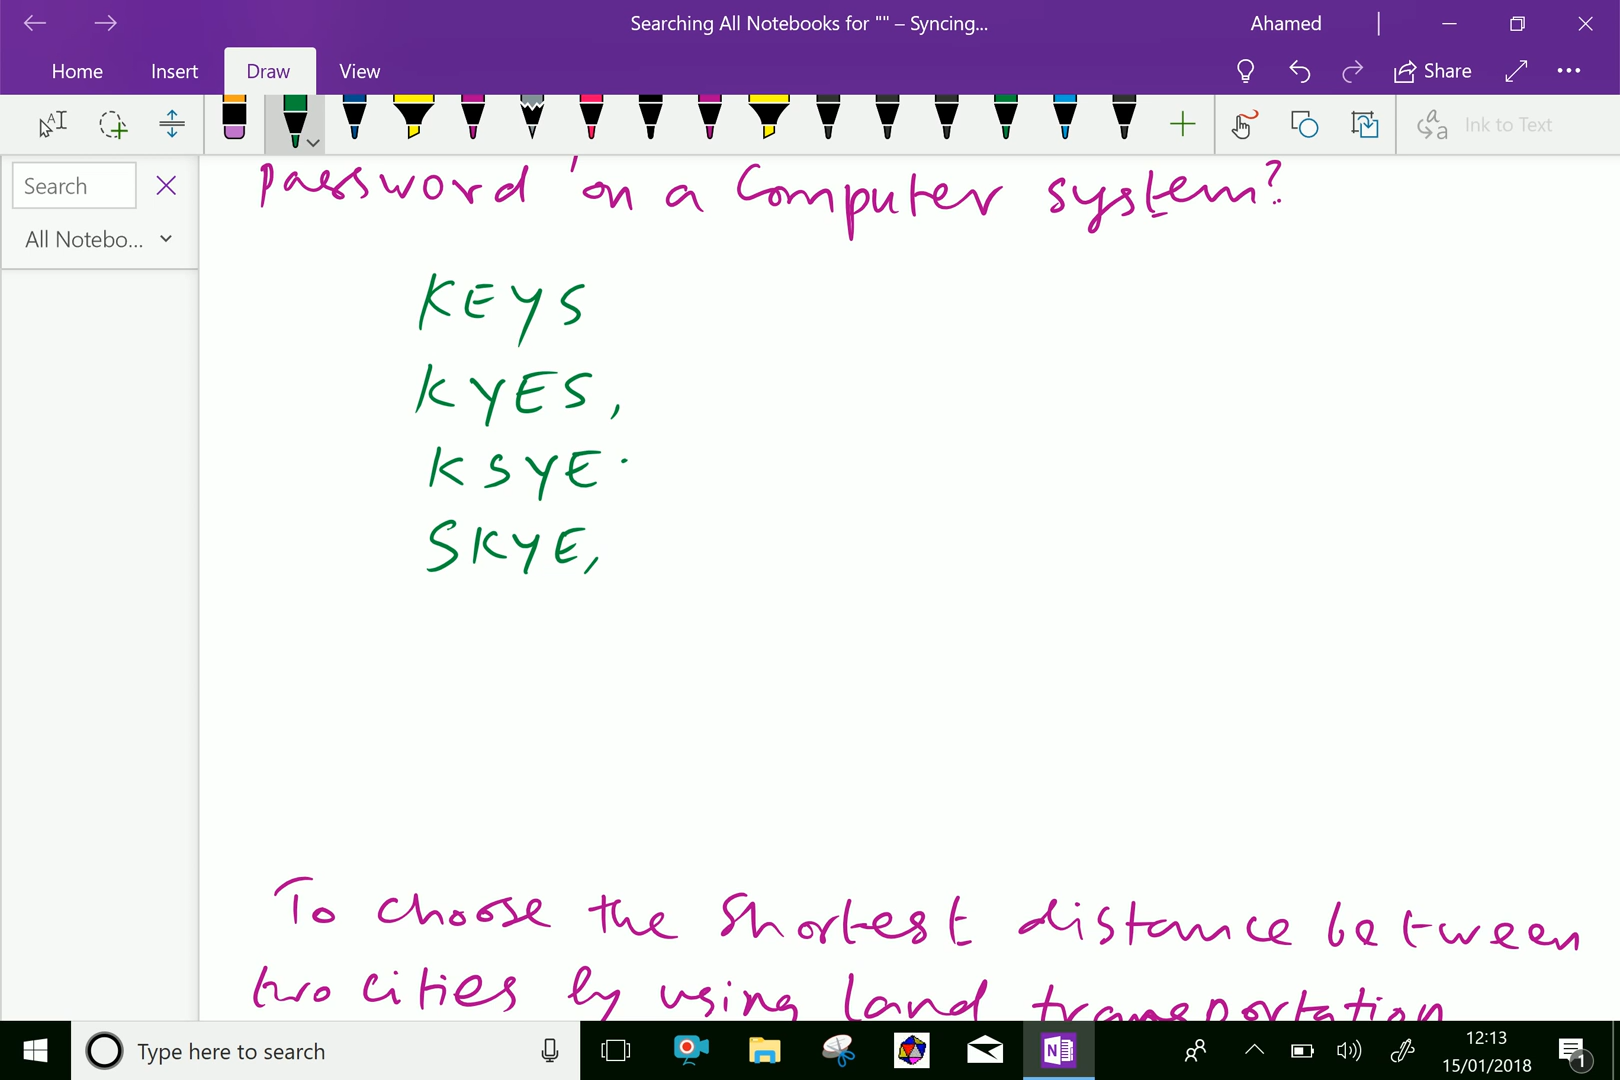 Searching All Notebooks for "" – Syncing...
Ahamed
Home Insert Draw View
Share
Ink to Text
Search
All Notebo...
Password on a Computer system?
KEYS
KYES,
KSYE.
SKYE,
To choose the Shortest distance between
two cities by using land transportation
Type here to search
12:13
15/01/2018
1